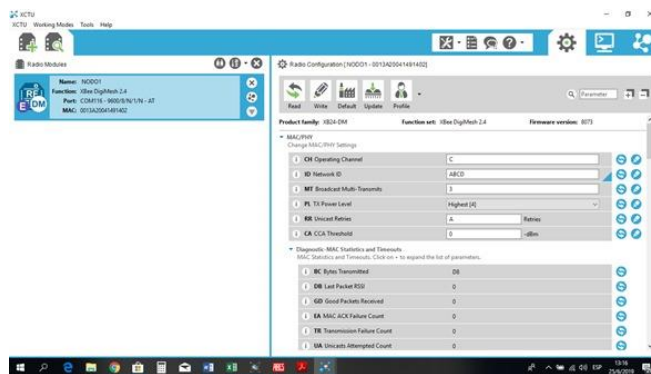 XCTU
XCTU Working Modes Tools Help
Radio Modules
Name: NODO1
Function: XBee DigiMesh 2.4
Port: COM116 - 9600/8/N/1/N - AT
MAC: 0013A20041491402
Radio Configuration [NODO1 - 0013A20041491402]
Read Write Default Update Profile
Parameter
Product family: XB24-DM Function set: XBee DigiMesh 2.4 Firmware version: 8073
MAC/PHY
Change MAC/PHY Settings
i CH Operating Channel C
i ID Network ID ABCD
i MT Broadcast Multi-Transmits 3
i PL TX Power Level Highest [4]
i RR Unicast Retries A Retries
i CA CCA Threshold 0 -dBm
Diagnostic-MAC Statistics and Timeouts
MAC Statistics and Timeouts. Click on + to expand the list of parameters.
i BC Bytes Transmitted D8
i DB Last Packet RSSI 0
i GD Good Packets Received 0
i EA MAC ACK Failure Count 0
i TR Transmission Failure Count 0
i UA Unicasts Attempted Count 0
ESP
13:16
25/6/2019